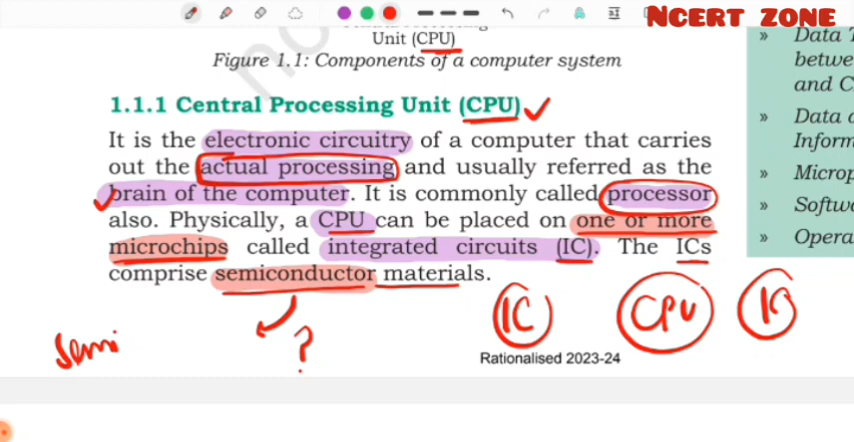 NCERT ZONE
Unit (CPU)
Figure 1.1: Components of a computer system
1.1.1 Central Processing Unit (CPU)
It is the electronic circuitry of a computer that carries
out the actual processing and usually referred as the
brain of the computer. It is commonly called processor
also. Physically, a CPU can be placed on one or more
microchips called integrated circuits (IC). The ICs
comprise semiconductor materials.
IC CPU
Semi ?
Rationalised 2023-24
» Data
betwe
and C
» Data
Inform
» Microp
» Softwa
» Opera